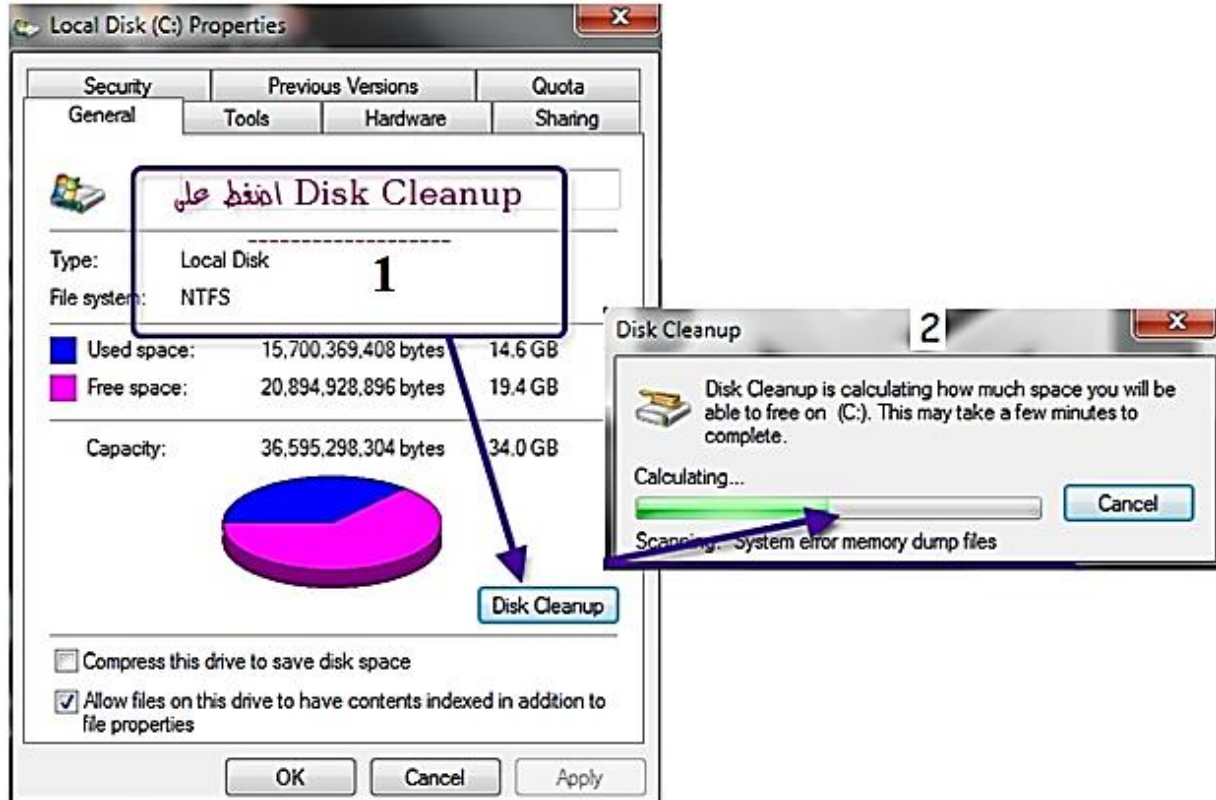 Local Disk (C:) Properties
Security Previous Versions Quota
General Tools Hardware Sharing
اضغط على Disk Cleanup
--------------------
1
Type: Local Disk
File system: NTFS
Used space: 15,700,369,408 bytes 14.6 GB
Free space: 20,894,928,896 bytes 19.4 GB
Capacity: 36,595,298,304 bytes 34.0 GB
Disk Cleanup
Compress this drive to save disk space
Allow files on this drive to have contents indexed in addition to
file properties
OK Cancel Apply
Disk Cleanup 2
Disk Cleanup is calculating how much space you will be
able to free on (C:). This may take a few minutes to
complete.
Calculating...
Cancel
Scanning: System error memory dump files